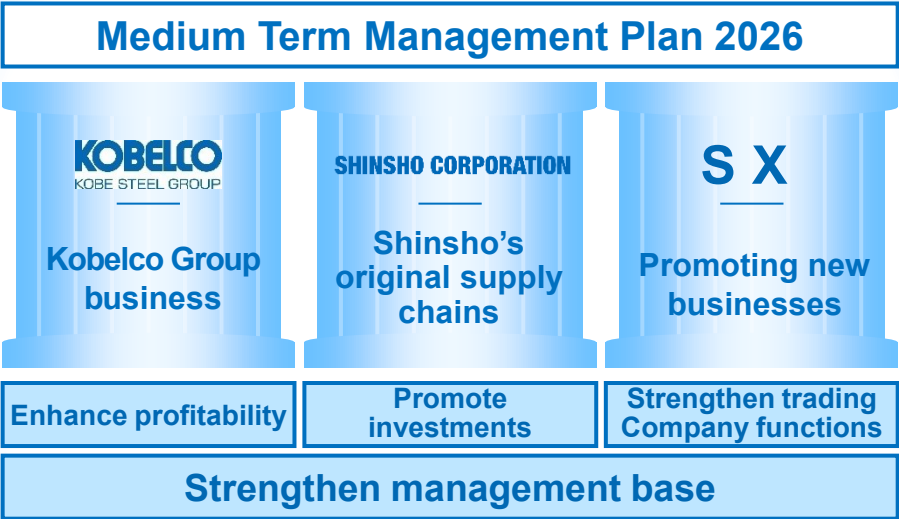 Medium Term Management Plan 2026
KOBELCO
KOBE STEEL GROUP
Kobelco Group
business
SHINSHO CORPORATION
Shinsho’s
original supply
chains
S X
Promoting new
businesses
Enhance profitability
Promote
investments
Strengthen trading
Company functions
Strengthen management base